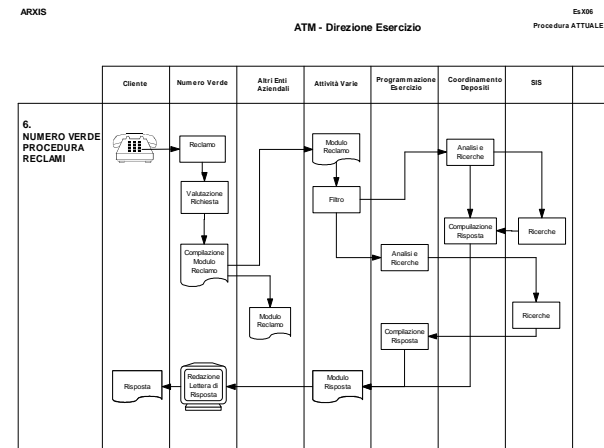 ARXIS
EsX06
ATM - Direzione Esercizio
Procedura ATTUALE
Cliente
Numero Verde
Altri Enti
Aziendali
Attività Varie
Programmazione
Esercizio
Coordinamento
Depositi
SIS
6.
NUMERO VERDE
PROCEDURA
RECLAMI
Reclamo
Modulo
Reclamo
Analisi e
Ricerche
Valutazione
Richiesta
Filtro
Compuilazione
Risposta
Ricerche
Compilazione
Modulo
Reclamo
Analisi e
Ricerche
Modulo
Reclamo
Ricerche
Compilazione
Risposta
Risposta
Redazione
Lettera di
Risposta
Modulo
Risposta